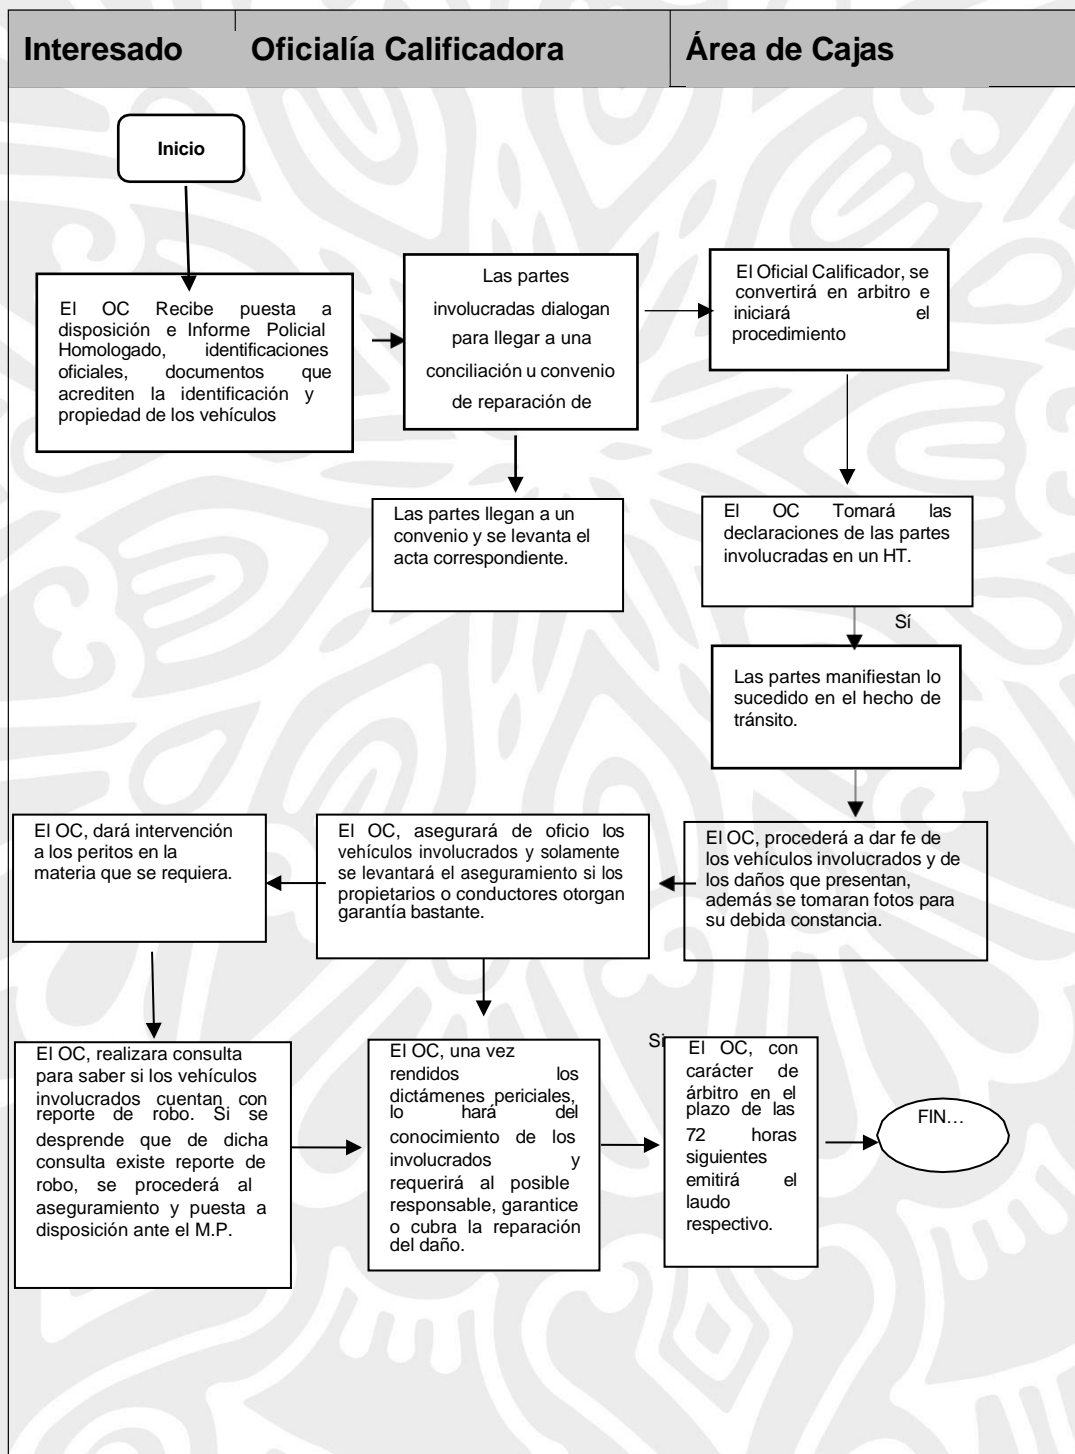 Interesado
Oficialía Calificadora
Área de Cajas
Inicio
El OC Recibe puesta a
disposición e Informe Policial
Homologado, identificaciones
oficiales, documentos que
acrediten la identificación y
propiedad de los vehículos
Las partes
involucradas dialogan
para llegar a una
conciliación u convenio
de reparación de
El Oficial Calificador, se
convertirá en arbitro e
iniciará el
procedimiento
Las partes llegan a un
convenio y se levanta el
acta correspondiente.
El OC Tomará las
declaraciones de las partes
involucradas en un HT.
Sí
Las partes manifiestan lo
sucedido en el hecho de
tránsito.
El OC, dará intervención
a los peritos en la
materia que se requiera.
El OC, asegurará de oficio los
vehículos involucrados y solamente
se levantará el aseguramiento si los
propietarios o conductores otorgan
garantía bastante.
El OC, procederá a dar fe de
los vehículos involucrados y de
los daños que presentan,
además se tomaran fotos para
su debida constancia.
El OC, realizara consulta
para saber si los vehículos
involucrados cuentan con
reporte de robo. Si se
desprende que de dicha
consulta existe reporte de
robo, se procederá al
aseguramiento y puesta a
disposición ante el M.P.
El OC, una vez
rendidos los
dictámenes periciales,
lo hará del
conocimiento de los
involucrados y
requerirá al posible
responsable, garantice
o cubra la reparación
del daño.
Si
El OC, con
carácter de
árbitro en el
plazo de las
72 horas
siguientes
emitirá el
laudo
respectivo.
FIN…